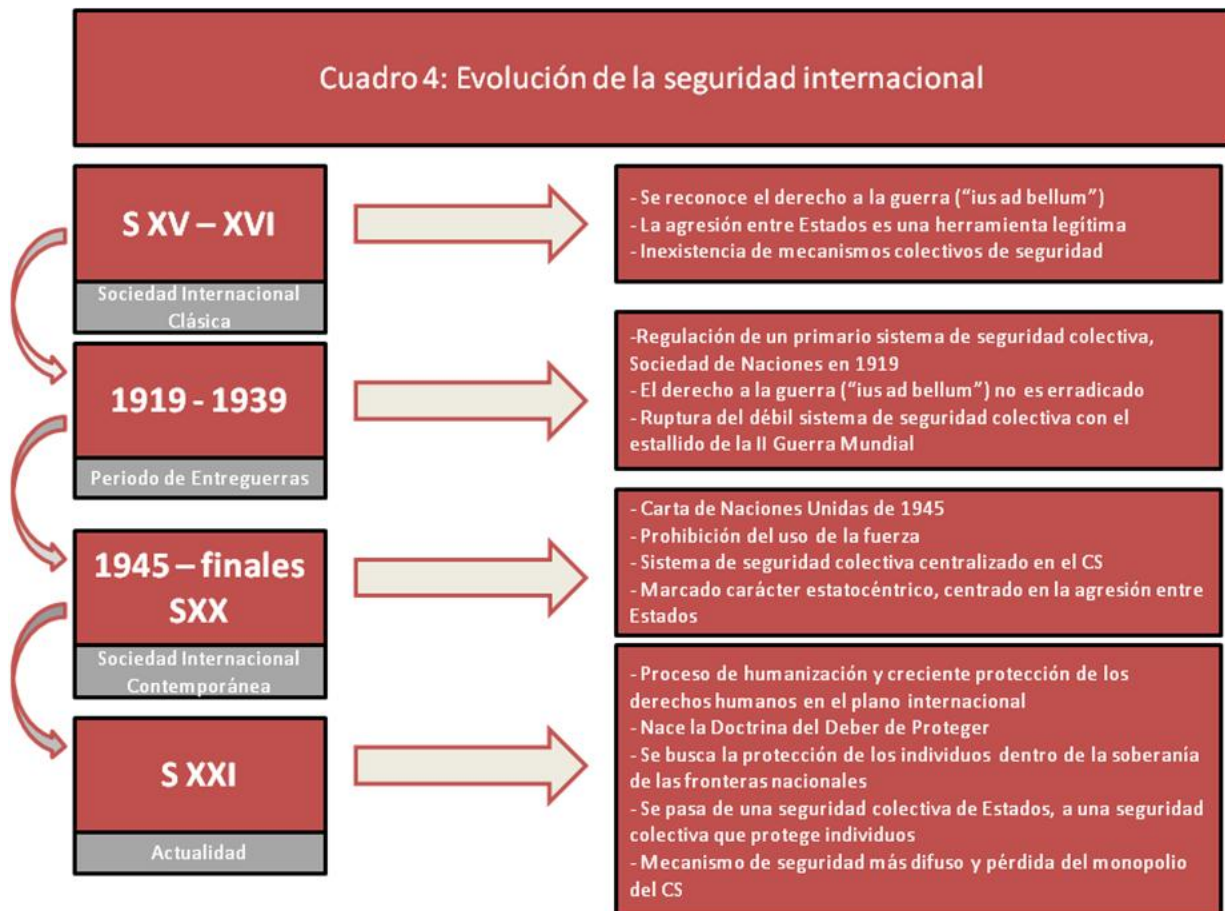 Cuadro 4: Evolución de la seguridad internacional
S XV – XVI
Sociedad Internacional
Clásica
- Se reconoce el derecho a la guerra (“ius ad bellum”)
- La agresión entre Estados es una herramienta legítima
- Inexistencia de mecanismos colectivos de seguridad
1919 - 1939
Periodo de Entreguerras
-Regulación de un primario sistema de seguridad colectiva,
Sociedad de Naciones en 1919
- El derecho a la guerra (“ius ad bellum”) no es erradicado
- Ruptura del débil sistema de seguridad colectiva con el
estallido de la II Guerra Mundial
1945 – finales
SXX
Sociedad Internacional
Contemporánea
- Carta de Naciones Unidas de 1945
- Prohibición del uso de la fuerza
- Sistema de seguridad colectiva centralizado en el CS
- Marcado carácter estatocéntrico, centrado en la agresión entre
Estados
S XXI
Actualidad
- Proceso de humanización y creciente protección de los
derechos humanos en el plano internacional
- Nace la Doctrina del Deber de Proteger
- Se busca la protección de los individuos dentro de la soberanía
de las fronteras nacionales
- Se pasa de una seguridad colectiva de Estados, a una seguridad
colectiva que protege individuos
- Mecanismo de seguridad más difuso y pérdida del monopolio
del CS